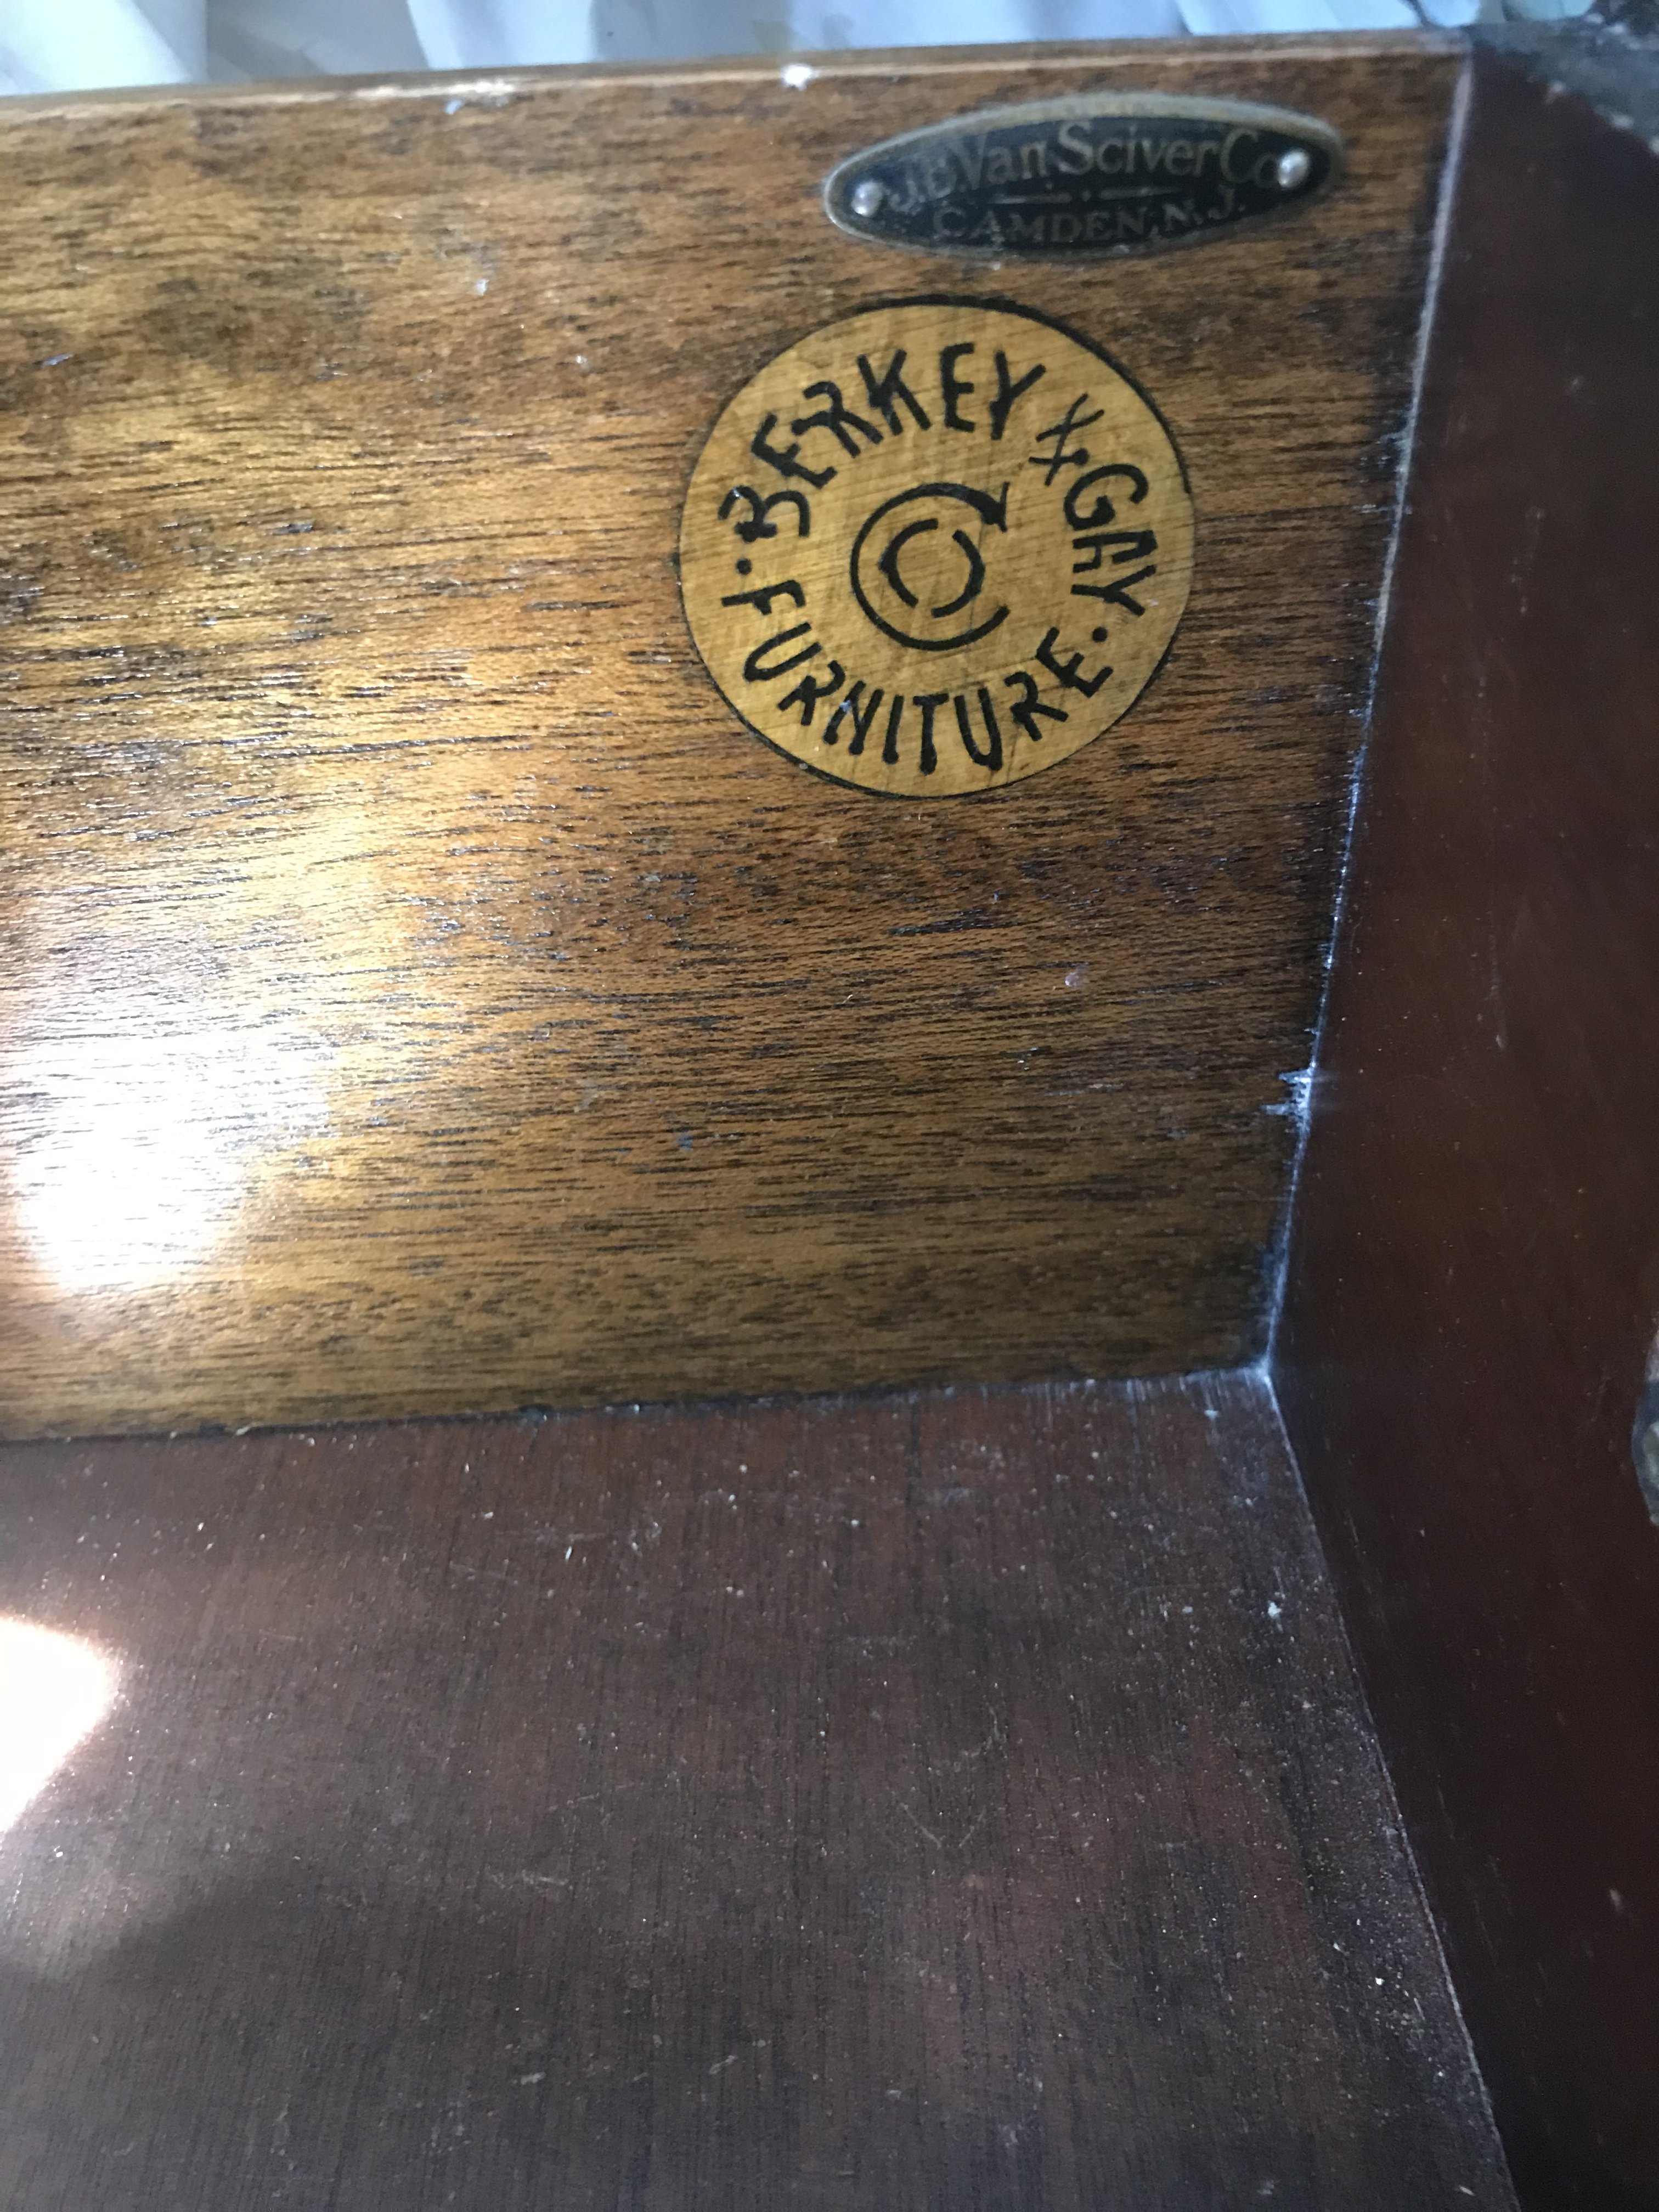 J.B. Van Sciver Co.
CAMDEN, N.J.
· BERKEY & GAY ·
FURNITURE